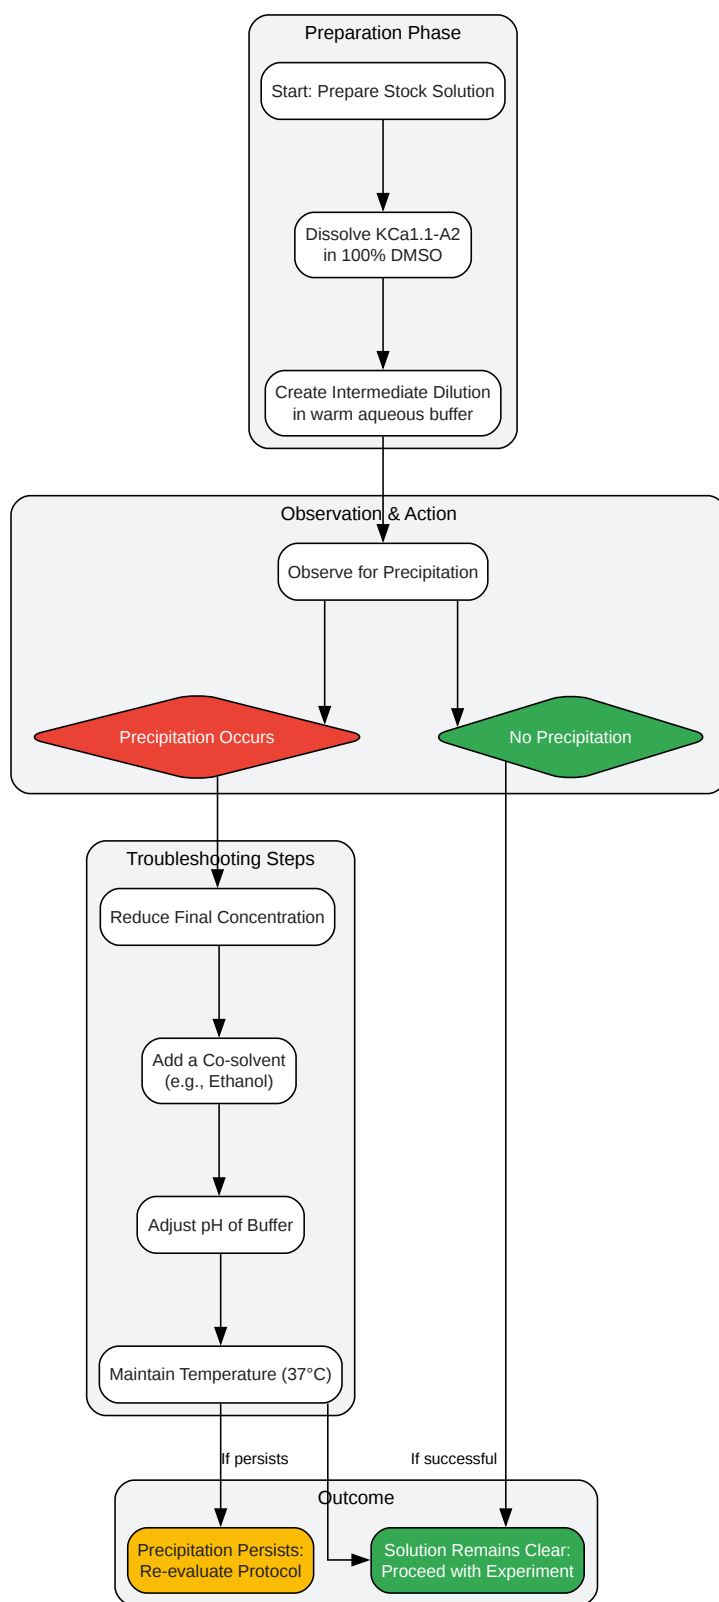 Preparation Phase
Start: Prepare Stock Solution
Dissolve KCa1.1-A2
in 100% DMSO
Create Intermediate Dilution
in warm aqueous buffer
Observation & Action
Observe for Precipitation
Precipitation Occurs
No Precipitation
Troubleshooting Steps
Reduce Final Concentration
Add a Co-solvent
(e.g., Ethanol)
Adjust pH of Buffer
Maintain Temperature (37°C)
If persists
If successful
Outcome
Precipitation Persists:
Re-evaluate Protocol
Solution Remains Clear:
Proceed with Experiment